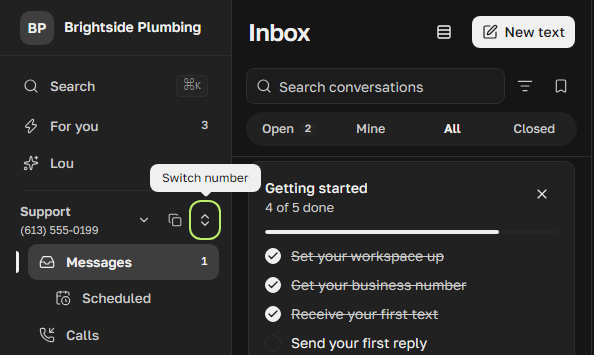 BP
Brightside Plumbing
Search
⌘K
For you
3
Lou
Switch number
Support
(613) 555-0199
Messages
1
Scheduled
Calls
Inbox
New text
Search conversations
Open 2
Mine
All
Closed
Getting started
4 of 5 done
Set your workspace up
Get your business number
Receive your first text
Send your first reply